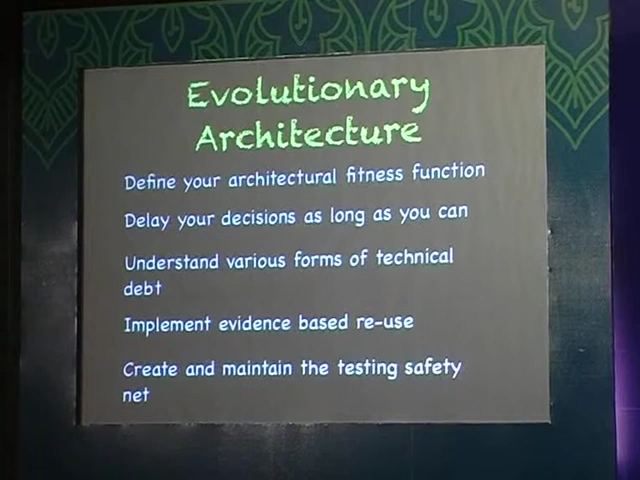 Evolutionary
Architecture
Define your architectural fitness function
Delay your decisions as long as you can
Understand various forms of technical
debt
Implement evidence based re-use
Create and maintain the testing safety
net